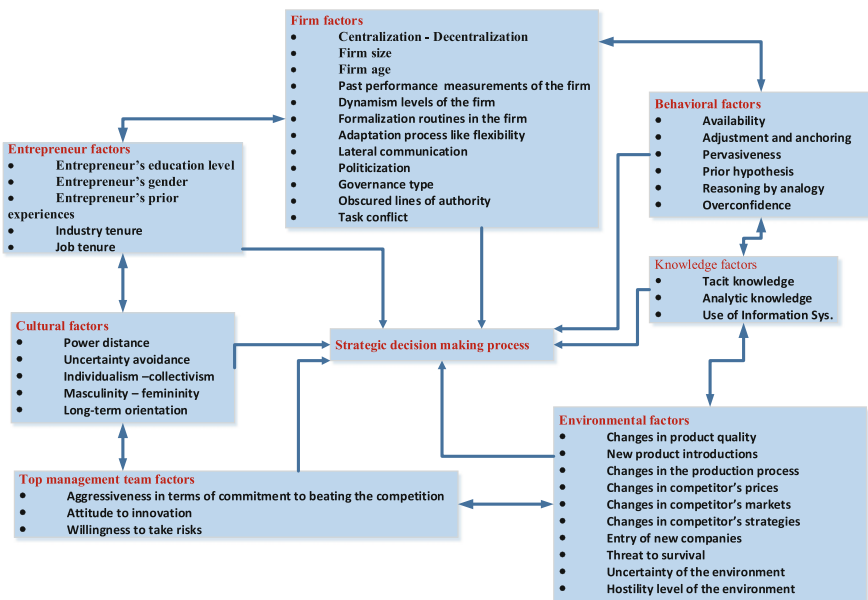 Firm factors
● Centralization - Decentralization
● Firm size
● Firm age
● Past performance measurements of the firm
● Dynamism levels of the firm
● Formalization routines in the firm
● Adaptation process like flexibility
● Lateral communication
● Politicization
● Governance type
● Obscured lines of authority
● Task conflict
Behavioral factors
● Availability
● Adjustment and anchoring
● Pervasiveness
● Prior hypothesis
● Reasoning by analogy
● Overconfidence
Entrepreneur factors
● Entrepreneur's education level
● Entrepreneur's gender
● Entrepreneur's prior
experiences
● Industry tenure
● Job tenure
Knowledge factors
● Tacit knowledge
● Analytic knowledge
● Use of Information Sys.
Cultural factors
● Power distance
● Uncertainty avoidance
● Individualism –collectivism
● Masculinity – femininity
● Long-term orientation
Strategic decision making process
Environmental factors
● Changes in product quality
● New product introductions
● Changes in the production process
● Changes in competitor's prices
● Changes in competitor's markets
● Changes in competitor's strategies
● Entry of new companies
● Threat to survival
● Uncertainty of the environment
● Hostility level of the environment
Top management team factors
● Aggressiveness in terms of commitment to beating the competition
● Attitude to innovation
● Willingness to take risks